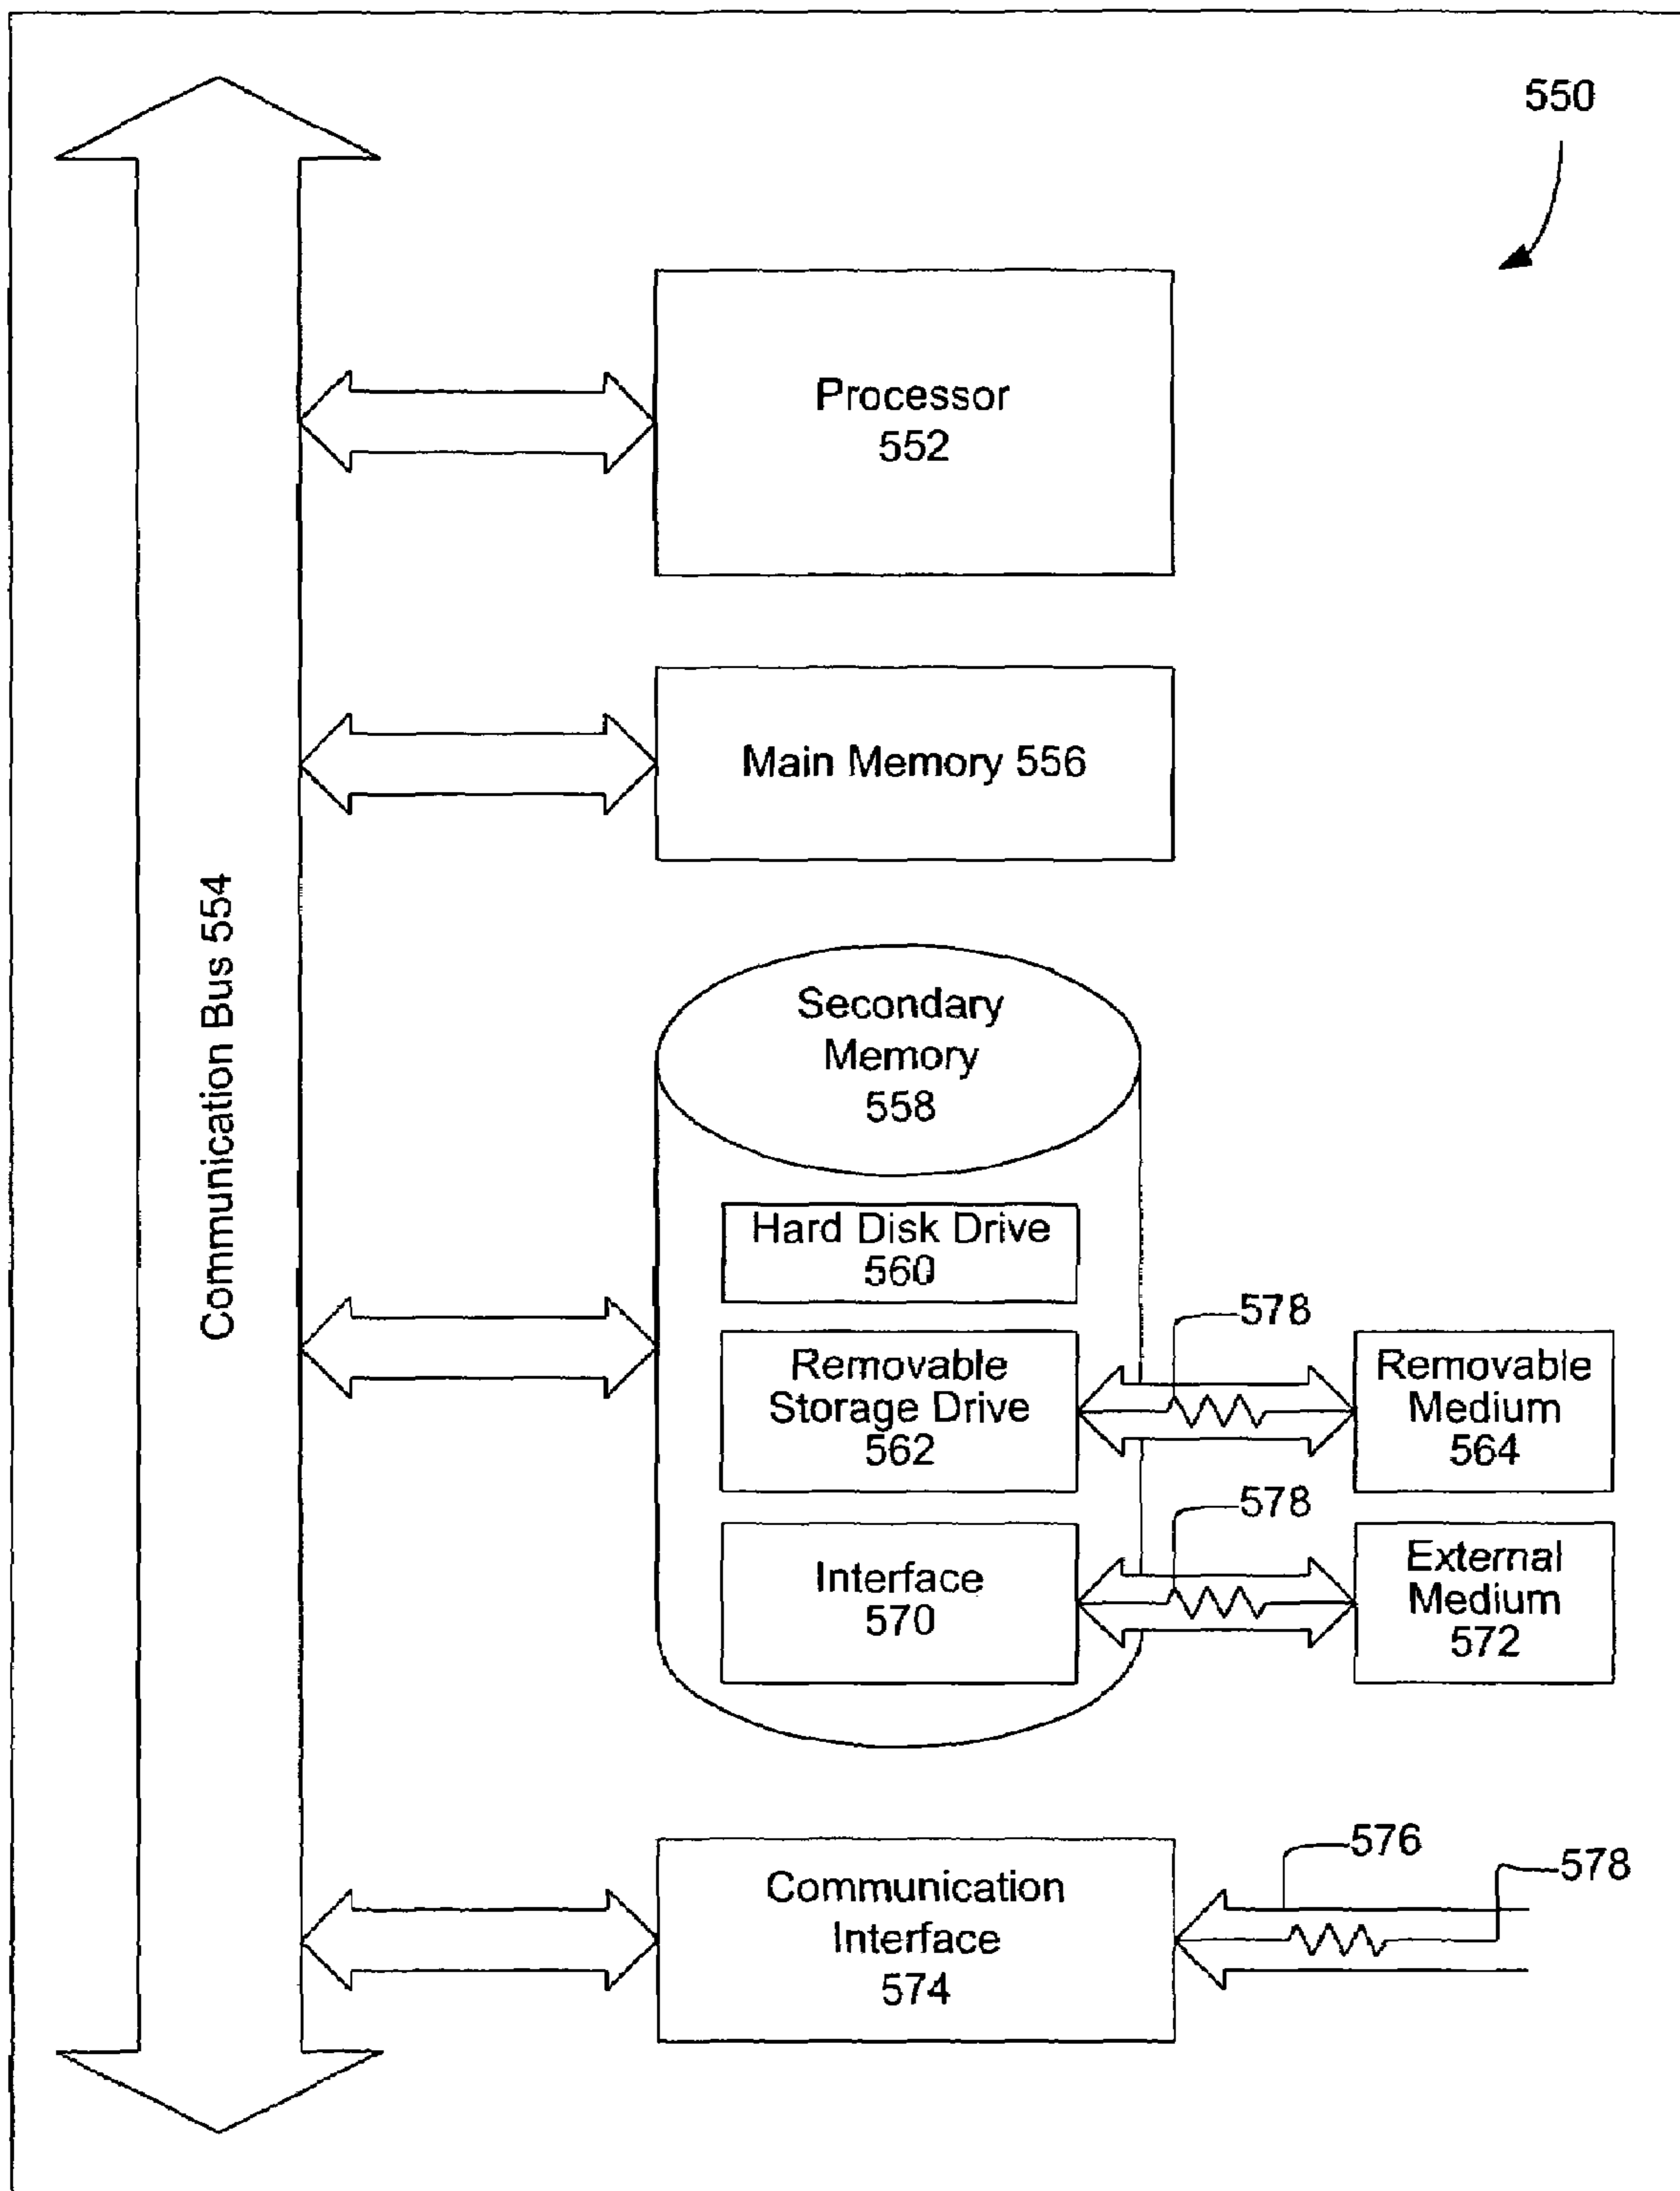 550
Processor
552
Main Memory 556
Communication Bus 554
Secondary
Memory
558
Hard Disk Drive
560
578
Removable
Storage Drive
562
Removable
Medium
564
578
Interface
570
External
Medium
572
576
578
Communication
Interface
574